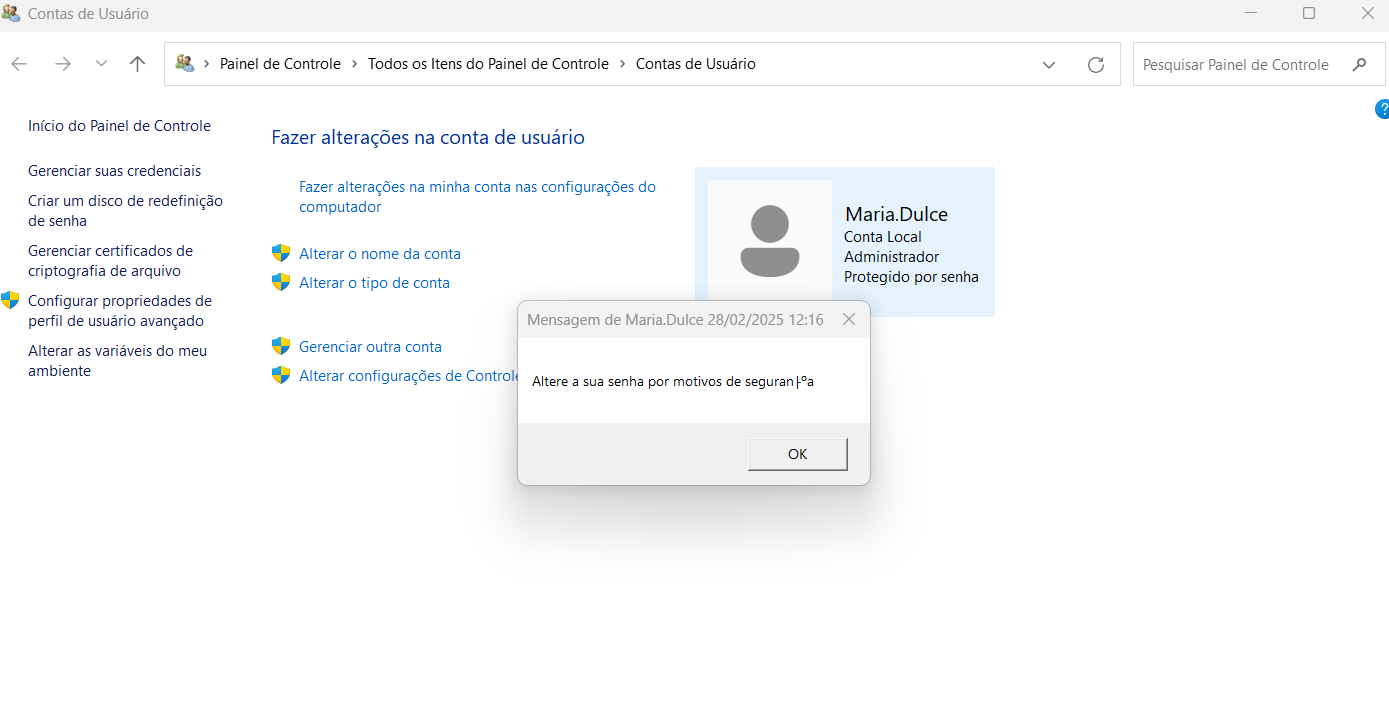 Contas de Usuário
Painel de Controle > Todos os Itens do Painel de Controle > Contas de Usuário
Pesquisar Painel de Controle
?
Início do Painel de Controle
Gerenciar suas credenciais
Criar um disco de redefinição
de senha
Gerenciar certificados de
criptografia de arquivo
Configurar propriedades de
perfil de usuário avançado
Alterar as variáveis do meu
ambiente
Fazer alterações na conta de usuário
Fazer alterações na minha conta nas configurações do
computador
Alterar o nome da conta
Alterar o tipo de conta
Gerenciar outra conta
Alterar configurações de Controle
Maria.Dulce
Conta Local
Administrador
Protegido por senha
Mensagem de Maria.Dulce 28/02/2025 12:16
Altere a sua senha por motivos de seguran├ºa
OK